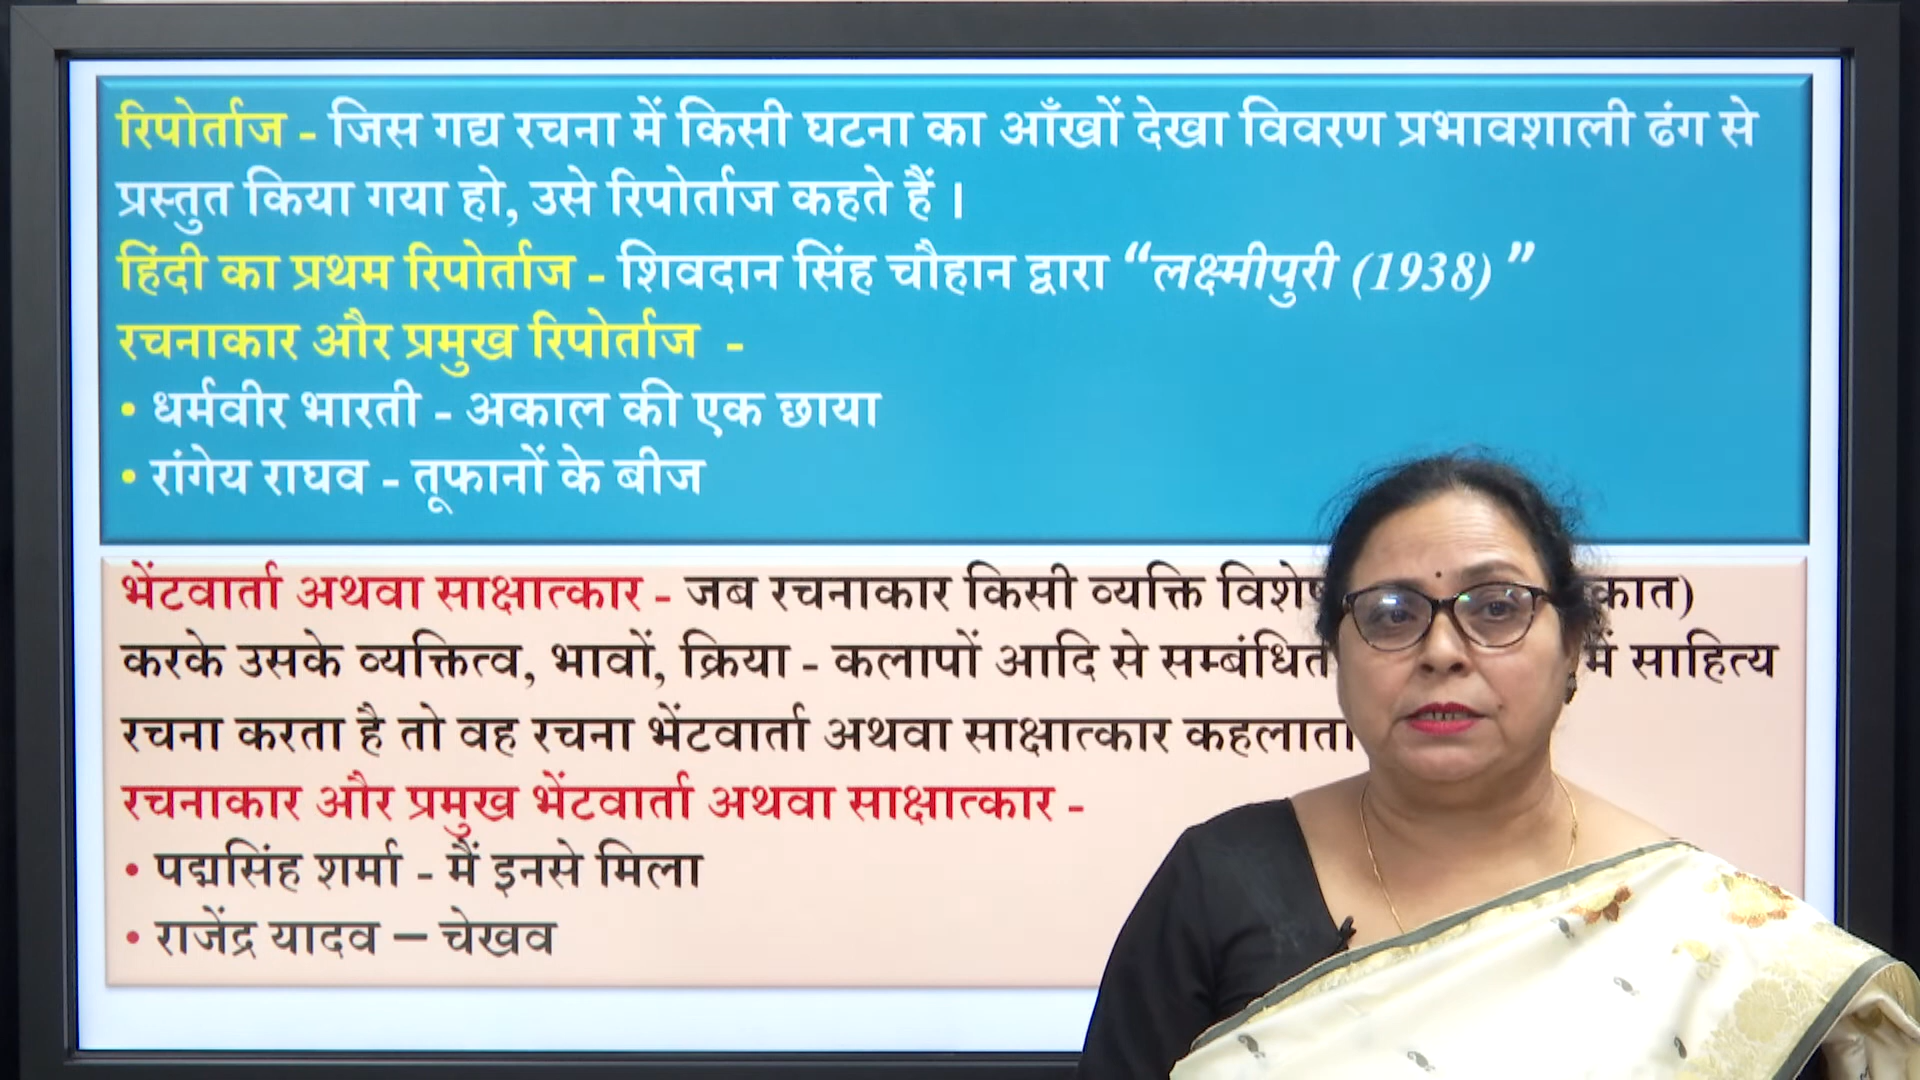 रिपोर्ताज - जिस गद्य रचना में किसी घटना का आँखों देखा विवरण प्रभावशाली ढंग से
प्रस्तुत किया गया हो, उसे रिपोर्ताज कहते हैं ।
हिंदी का प्रथम रिपोर्ताज - शिवदान सिंह चौहान द्वारा “लक्ष्मीपुरी (1938) ”
रचनाकार और प्रमुख रिपोर्ताज -
• धर्मवीर भारती - अकाल की एक छाया
• रांगेय राघव - तूफानों के बीज
भेंटवार्ता अथवा साक्षात्कार - जब रचनाकार किसी व्यक्ति
करके उसके व्यक्तित्व, भावों, क्रिया - कलापों आदि से सम्बंधित में साहित्य
रचना करता है तो वह रचना भेंटवार्ता अथवा साक्षात्कार कहलाता
रचनाकार और प्रमुख भेंटवार्ता अथवा साक्षात्कार -
• पद्मसिंह शर्मा - मैं इनसे मिला
• राजेंद्र यादव – चेखव